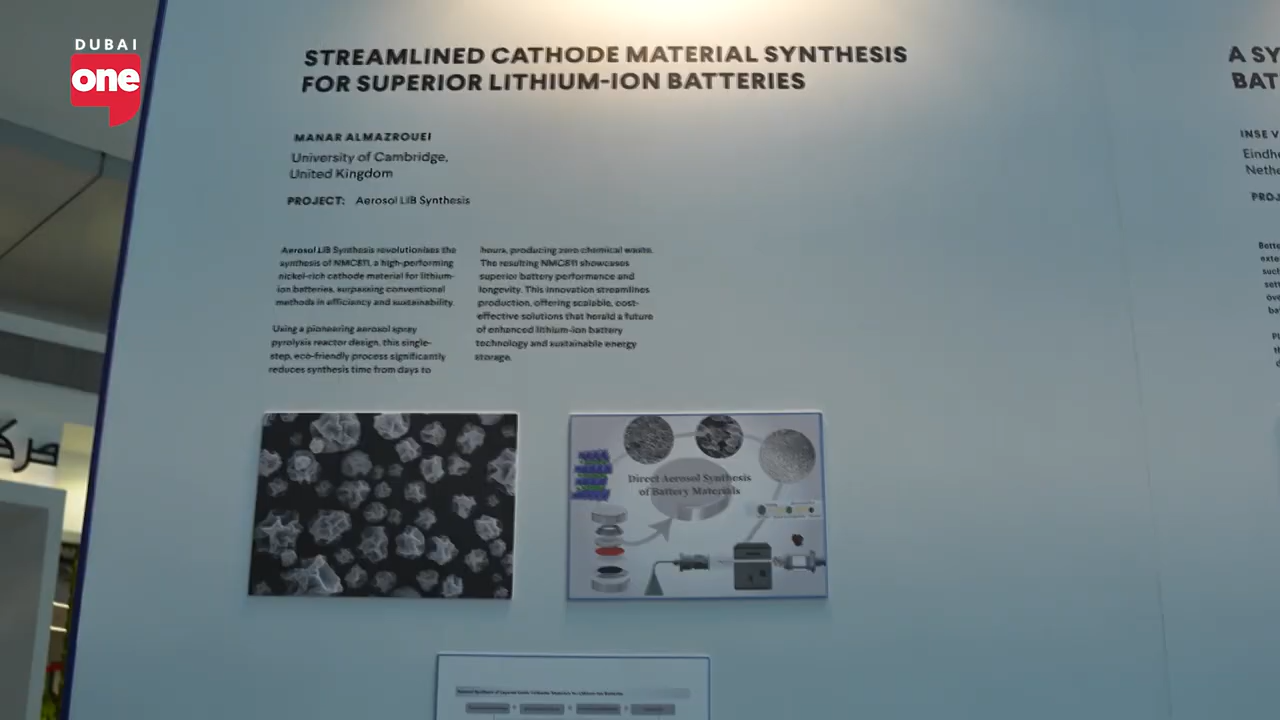 DUBAI
one
STREAMLINED CATHODE MATERIAL SYNTHESIS
FOR SUPERIOR LITHIUM-ION BATTERIES
MANAR ALMAZROUEI
University of Cambridge,
United Kingdom
PROJECT: Aerosol LIB Synthesis
Aerosol LIB Synthesis revolutionises the
synthesis of NMC811, a high-performing
nickel-rich cathode material for lithium-
ion batteries, surpassing conventional
methods in efficiency and sustainability.
Using a pioneering aerosol spray
pyrolysis reactor design, this single-
step, eco-friendly process significantly
reduces synthesis time from days to
hours, producing zero chemical waste.
The resulting NMC811 showcases
superior battery performance and
longevity. This innovation streamlines
production, offering scalable, cost-
effective solutions that herald a future
of enhanced lithium-ion battery
technology and sustainable energy
storage.
Direct Aerosol Synthesis
of Battery Materials
A SY
BAT
INSE V
Eindh
Nethe
PROJ